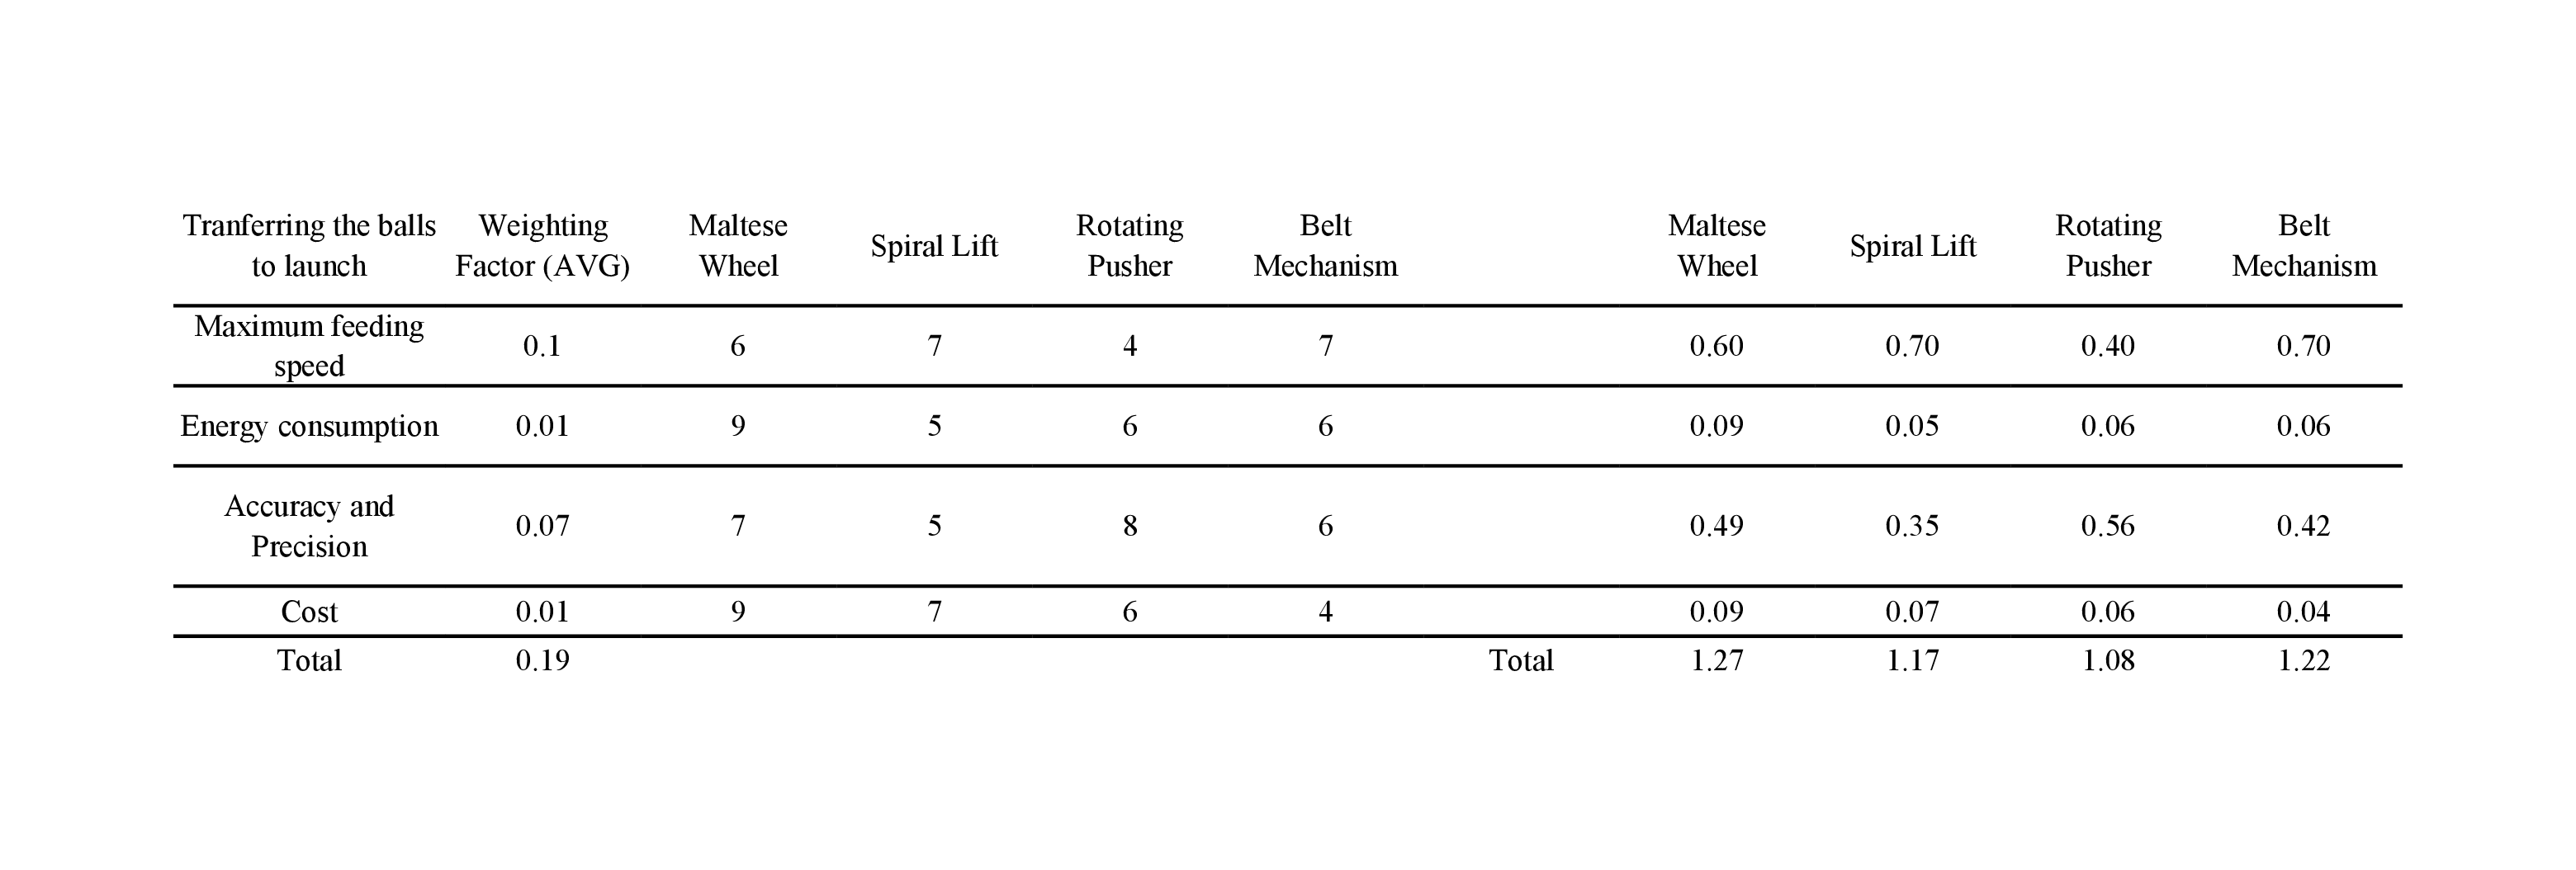 Tranferring the balls to launch Weighting Factor (AVG) Maltese Wheel Spiral Lift Rotating Pusher Belt Mechanism Maltese Wheel Spiral Lift Rotating Pusher Belt Mechanism
Maximum feeding speed 0.1 6 7 4 7 0.60 0.70 0.40 0.70
Energy consumption 0.01 9 5 6 6 0.09 0.05 0.06 0.06
Accuracy and Precision 0.07 7 5 8 6 0.49 0.35 0.56 0.42
Cost 0.01 9 7 6 4 0.09 0.07 0.06 0.04
Total 0.19 Total 1.27 1.17 1.08 1.22